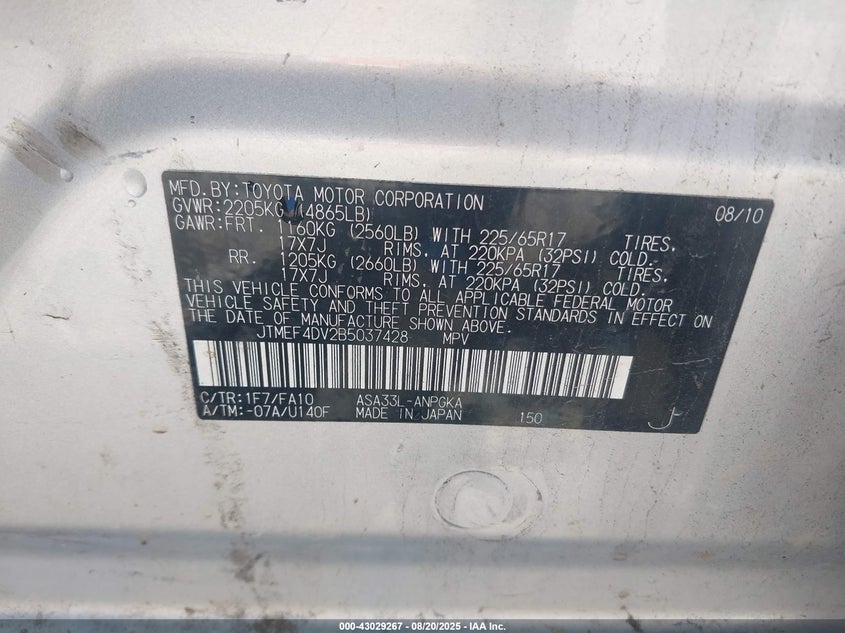 MFD.BY:TOYOTA MOTOR CORPORATION 08/10
GVWR:2205KG (4865LB)
GAWR:FRT. 1160KG (2560LB) WITH 225/65R17 TIRES,
17X7J RIMS, AT 220KPA (32PSI) COLD.
RR. 1205KG (2660LB) WITH 225/65R17 TIRES,
17X7J RIMS, AT 220KPA (32PSI) COLD.
THIS VEHICLE CONFORMS TO ALL APPLICABLE FEDERAL MOTOR
VEHICLE SAFETY AND THEFT PREVENTION STANDARDS IN EFFECT ON
THE DATE OF MANUFACTURE SHOWN ABOVE.
JTMEF4DV2B5037428 MPV
C/TR:1F7/FA10 ASA33L-ANPGKA
A/TM:-07A/U140F MADE IN JAPAN 150
000-43029267 - 08/20/2025 - IAA Inc.